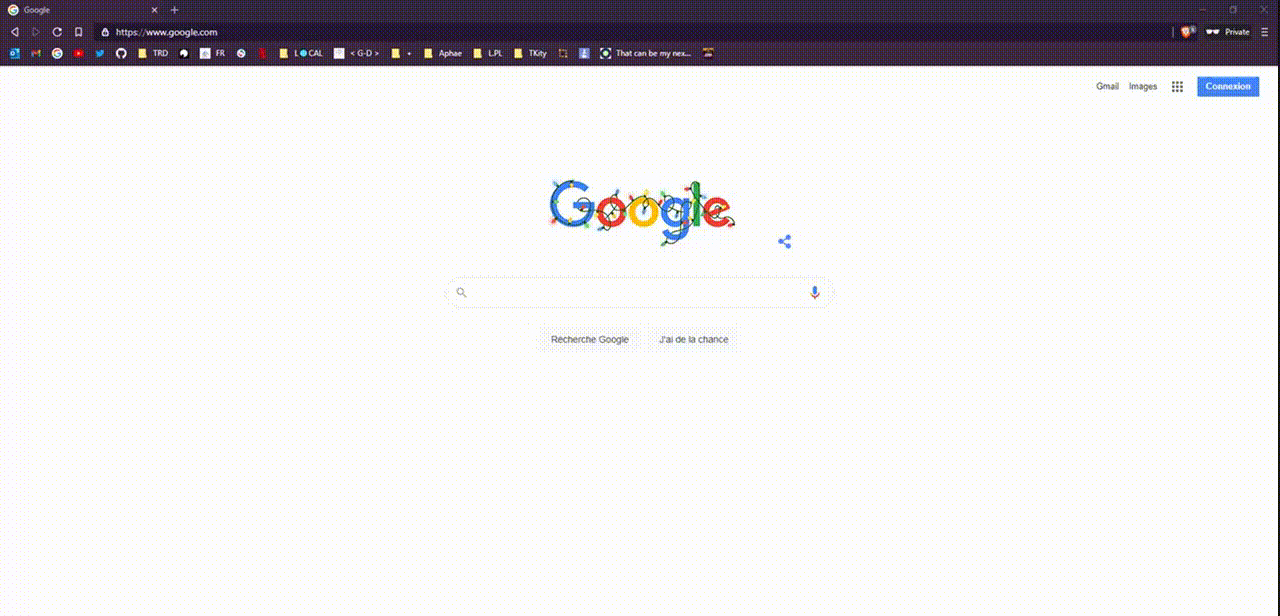 Google
https://www.google.com
Private
TRD FR L CAL < G-D > + Aphae LPL TKity That can be my nex...
Gmail Images Connexion
Google
Recherche Google J'ai de la chance